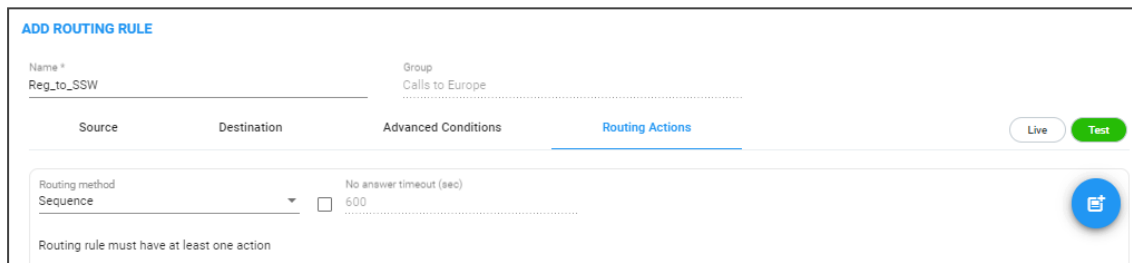 ADD ROUTING RULE
Name * Group
Reg_to_SSW Calls to Europe
Source Destination Advanced Conditions Routing Actions Live Test
Routing method No answer timeout (sec)
Sequence 600
Routing rule must have at least one action